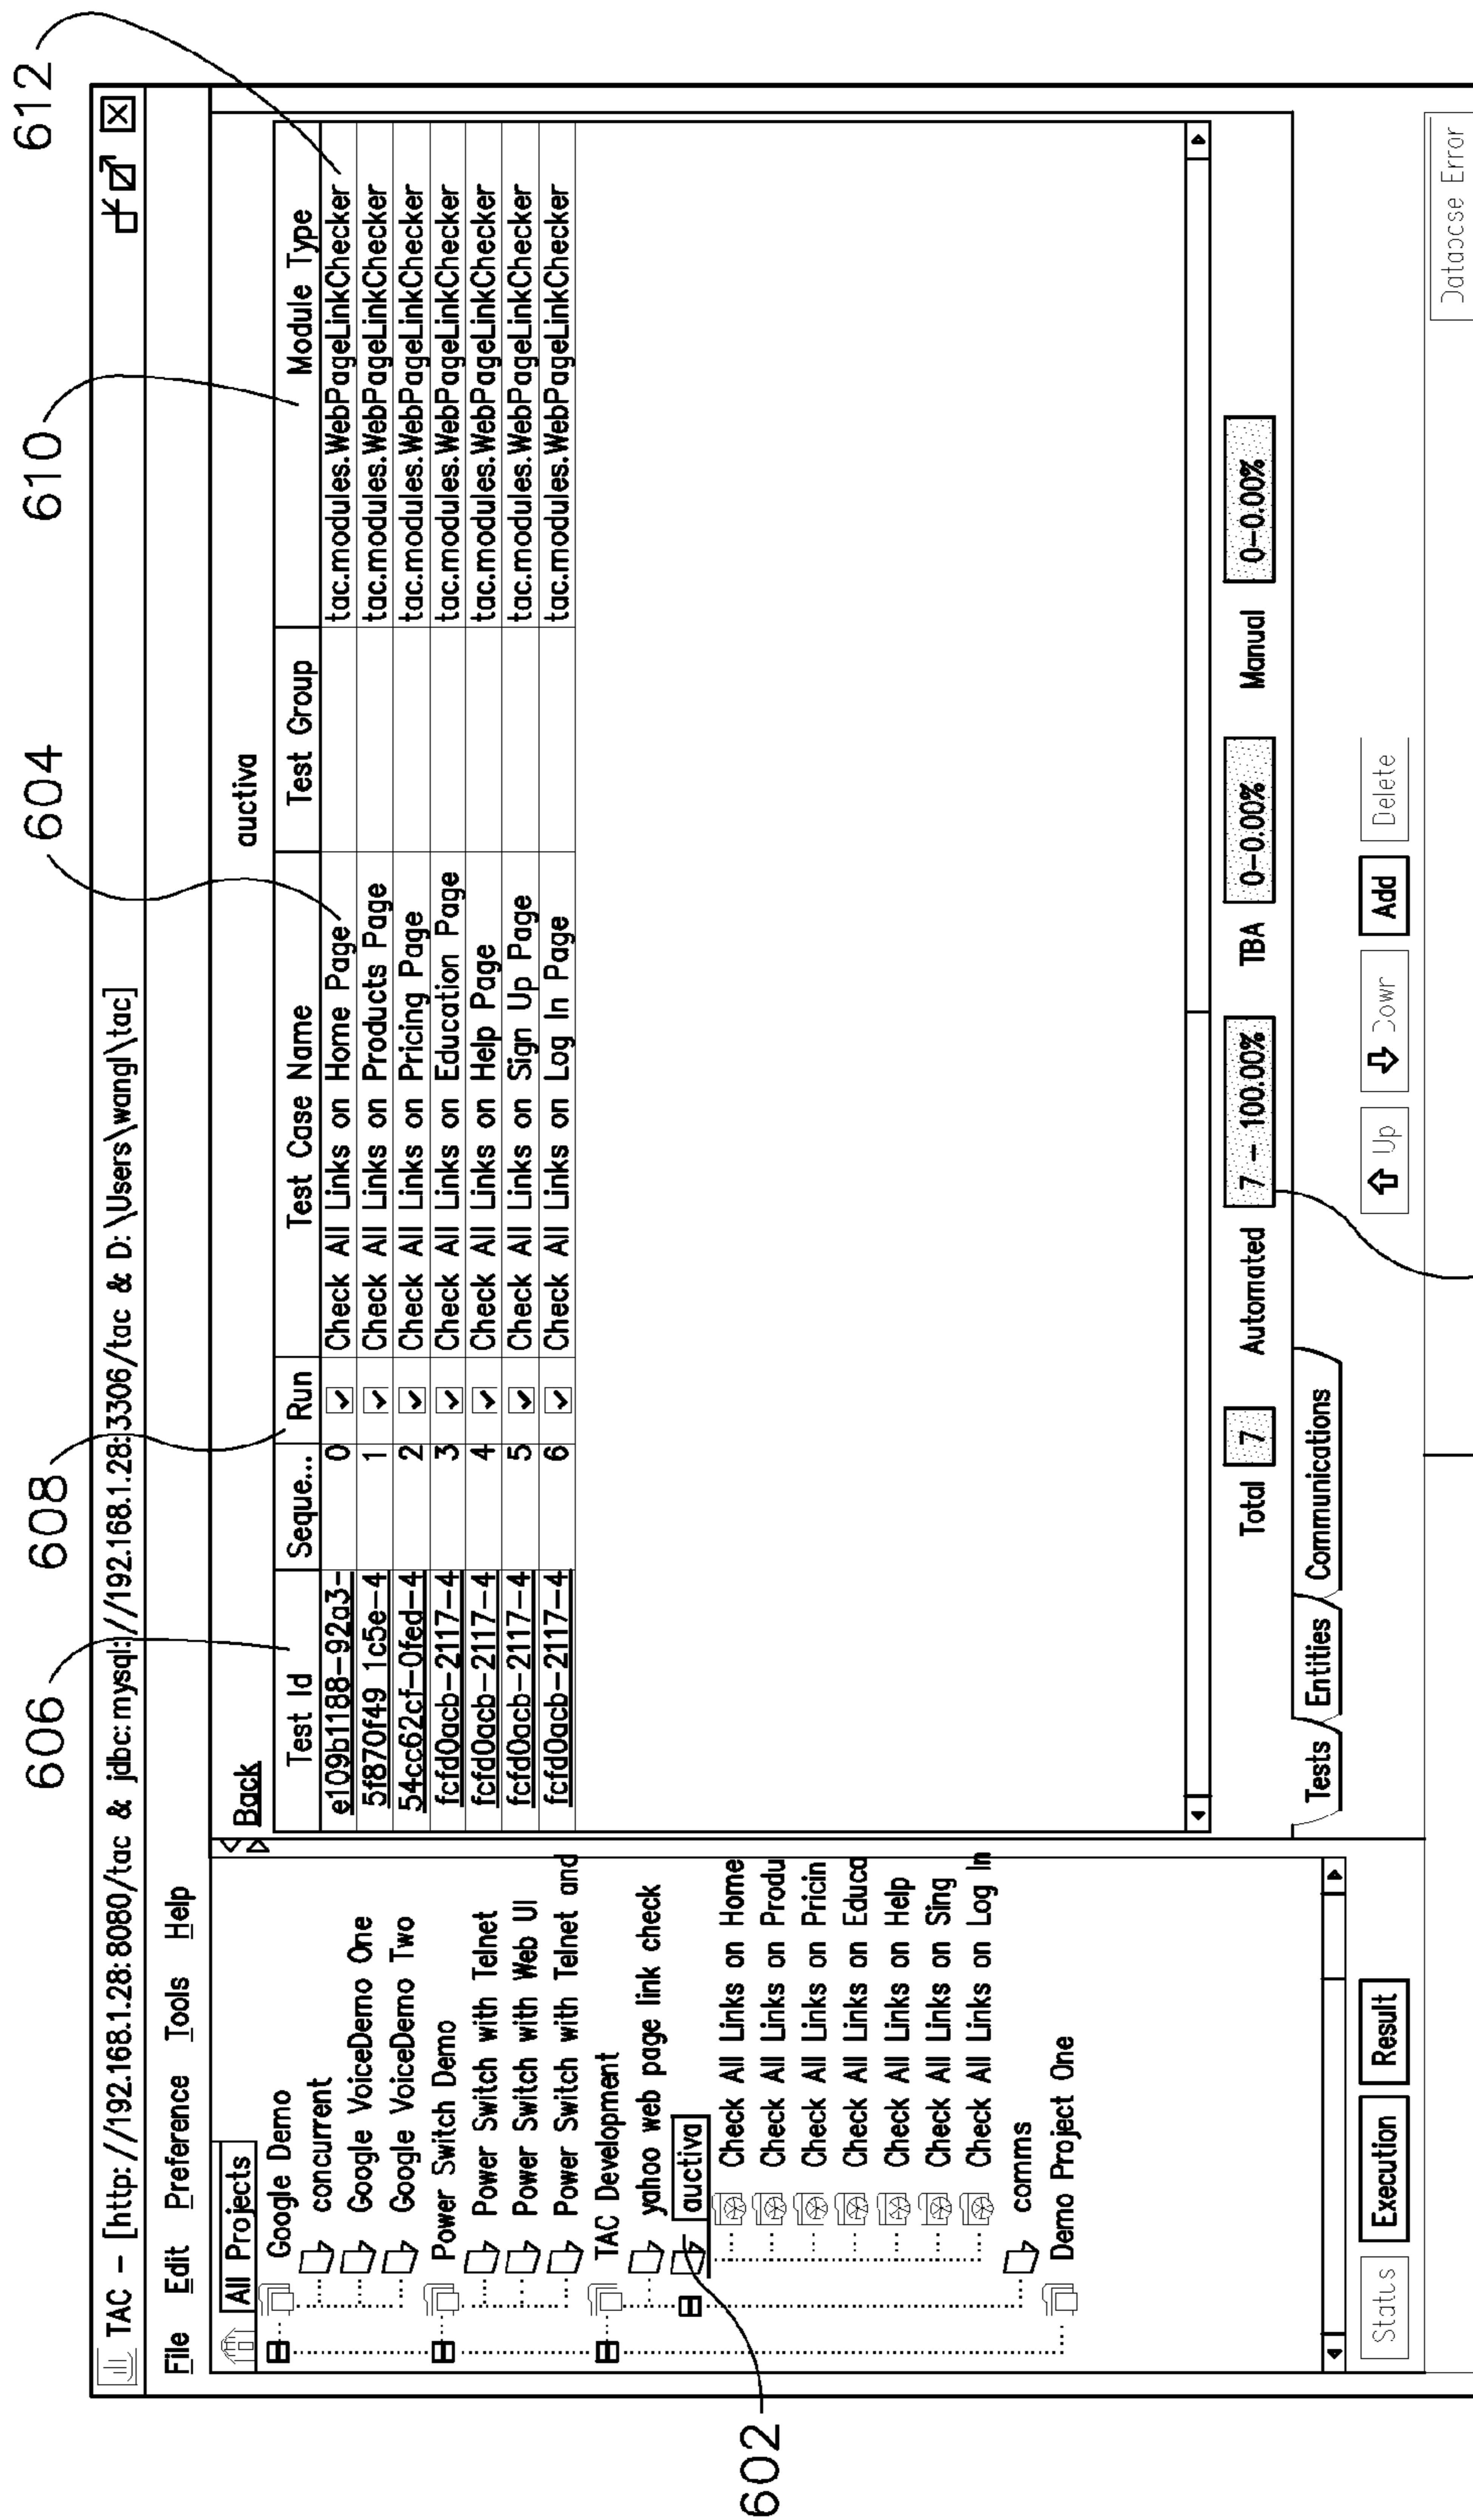 612
610
604
608
606
602
TAC – [http://192.168.1.28:8080/tac & jdbc:mysql://192.168.1.28:3306/tac & D:\Users\wangl\tac]
File Edit Preference Tools Help
All Projects
Google Demo
concurrent
Google VoiceDemo One
Google VoiceDemo Two
Power Switch Demo
Power Switch with Telnet
Power Switch with Web UI
Power Switch with Telnet and
TAC Development
yahoo web page link check
auctiva
Check All Links on Home
Check All Links on Produ
Check All Links on Pricin
Check All Links on Educa
Check All Links on Help
Check All Links on Sing
Check All Links on Log In
comms
Demo Project One
Status Execution Result
Back auctiva
Test Id Seque... Run Test Case Name Test Group Module Type
e109b1188–92a3– 0 Check All Links on Home Page tac.modules.WebPageLinkChecker
5f870f49 1c5e–4 1 Check All Links on Products Page tac.modules.WebPageLinkChecker
54cc62cf–0fed–4 2 Check All Links on Pricing Page tac.modules.WebPageLinkChecker
fcfd0acb–2117–4 3 Check All Links on Education Page tac.modules.WebPageLinkChecker
fcfd0acb–2117–4 4 Check All Links on Help Page tac.modules.WebPageLinkChecker
fcfd0acb–2117–4 5 Check All Links on Sign Up Page tac.modules.WebPageLinkChecker
fcfd0acb–2117–4 6 Check All Links on Log In Page tac.modules.WebPageLinkChecker
Total 7 Automated 7 – 100.00% TBA 0–0.00% Manual 0–0.00%
Tests Entities Communications
Up Down Add Delete
Database Error